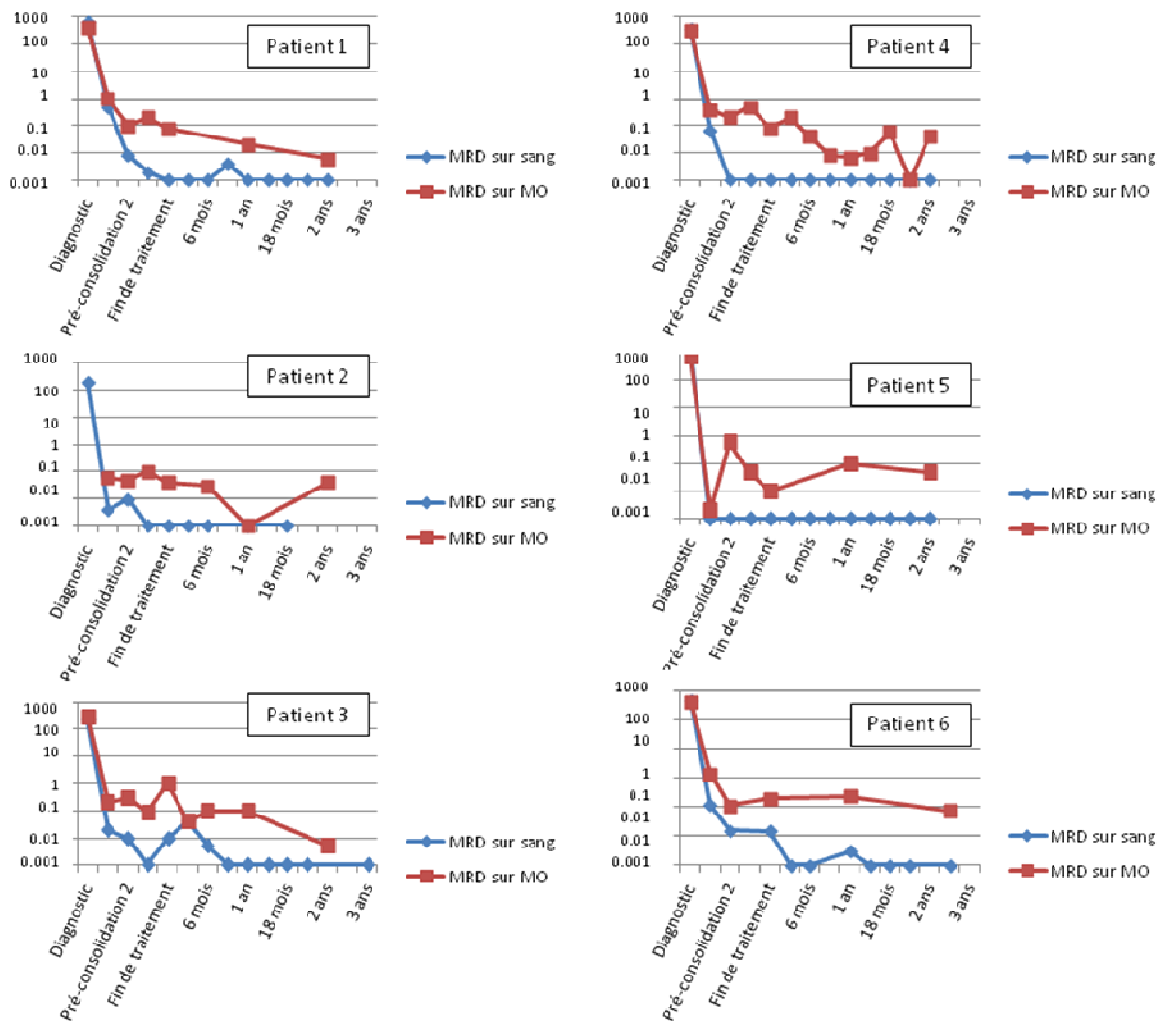 Patient 1
1000
100
10
1
0.1
0.01
0.001
Diagnostic
Pré-consolidation 2
Fin de traitement
6 mois
1 an
18 mois
2 ans
3 ans
MRD sur sang
MRD sur MO
Patient 4
1000
100
10
1
0.1
0.01
0.001
Diagnostic
Pré-consolidation 2
Fin de traitement
6 mois
1 an
18 mois
2 ans
3 ans
MRD sur sang
MRD sur MO
Patient 2
1000
100
10
1
0.1
0.01
0.001
Diagnostic
Pré-consolidation 2
Fin de traitement
6 mois
1 an
18 mois
2 ans
3 ans
MRD sur sang
MRD sur MO
Patient 5
1000
100
10
1
0.1
0.01
0.001
Diagnostic
Pré-consolidation 2
Fin de traitement
6 mois
1 an
18 mois
2 ans
3 ans
MRD sur sang
MRD sur MO
Patient 3
1000
100
10
1
0.1
0.01
0.001
Diagnostic
Pré-consolidation 2
Fin de traitement
6 mois
1 an
18 mois
2 ans
3 ans
MRD sur sang
MRD sur MO
Patient 6
1000
100
10
1
0.1
0.01
0.001
Diagnostic
Pré-consolidation 2
Fin de traitement
6 mois
1 an
18 mois
2 ans
3 ans
MRD sur sang
MRD sur MO